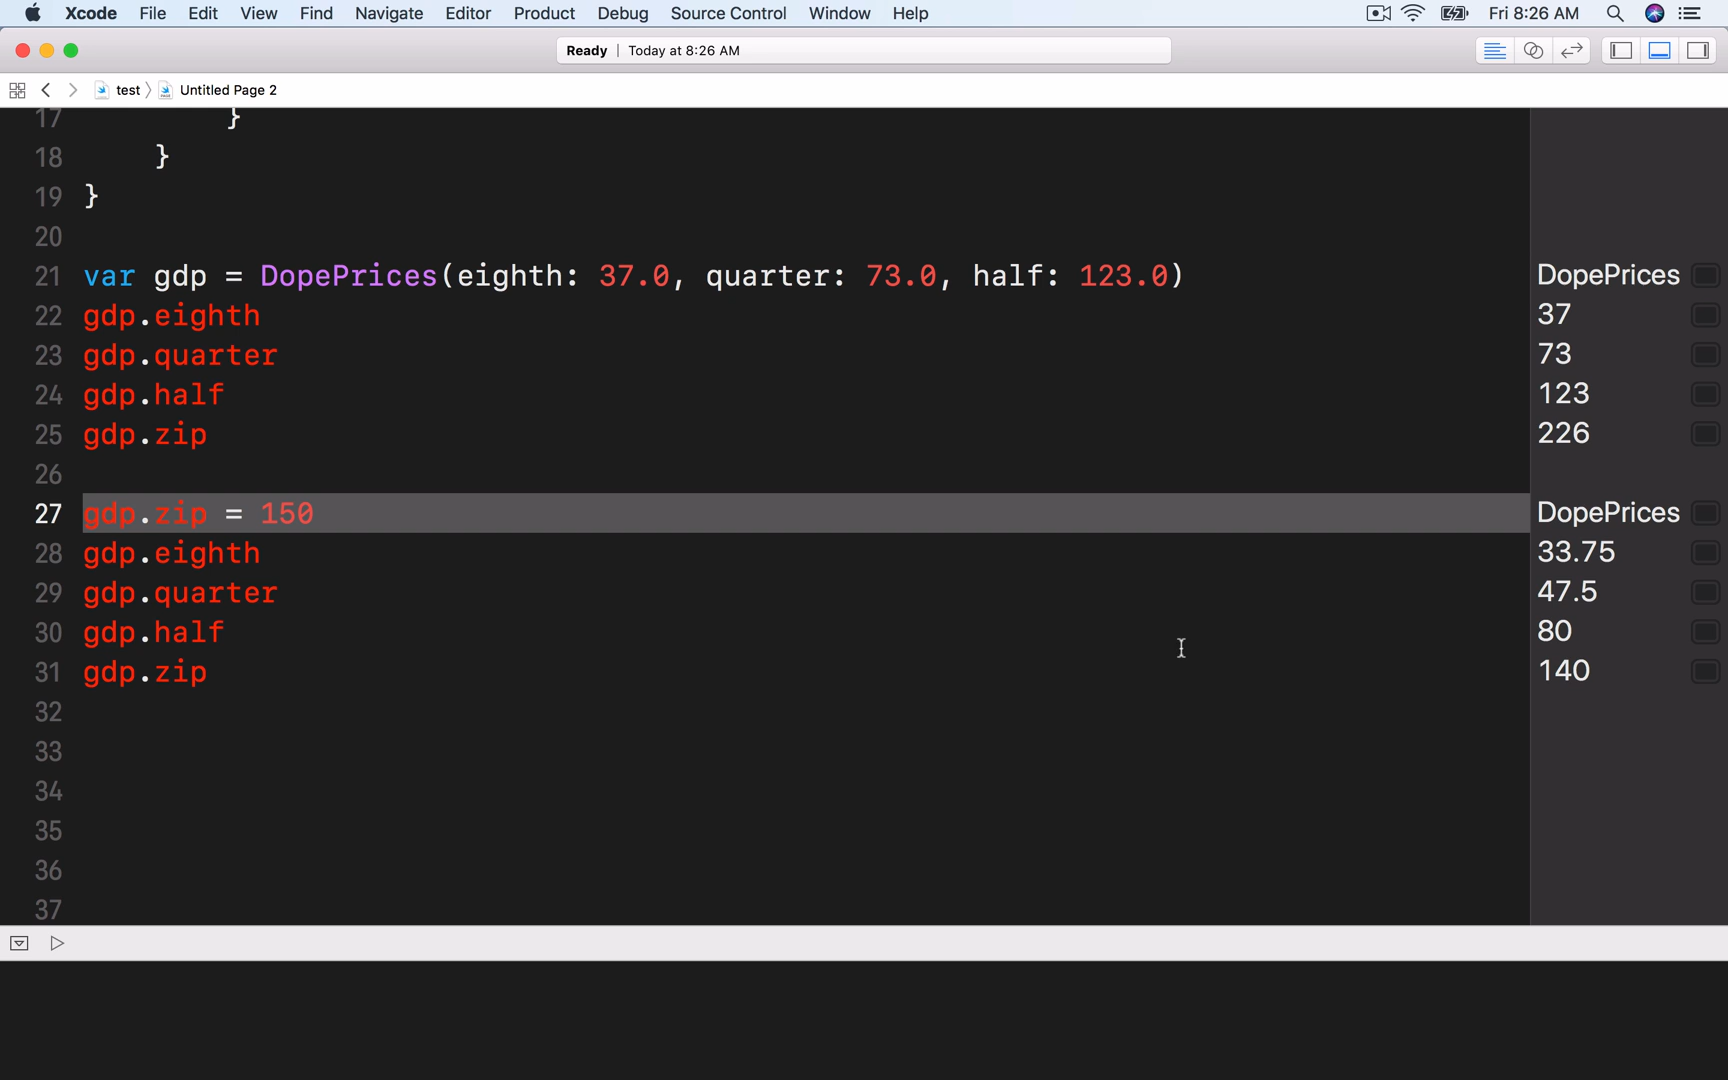 Xcode File Edit View Find Navigate Editor Product Debug Source Control Window Help Fri 8:26 AM
Ready | Today at 8:26 AM
test 〉 Untitled Page 2
17 }
18 }
19 }
20
21 var gdp = DopePrices(eighth: 37.0, quarter: 73.0, half: 123.0) DopePrices
22 gdp.eighth 37
23 gdp.quarter 73
24 gdp.half 123
25 gdp.zip 226
26
27 gdp.zip = 150 DopePrices
28 gdp.eighth 33.75
29 gdp.quarter 47.5
30 gdp.half 80
31 gdp.zip 140
32
33
34
35
36
37